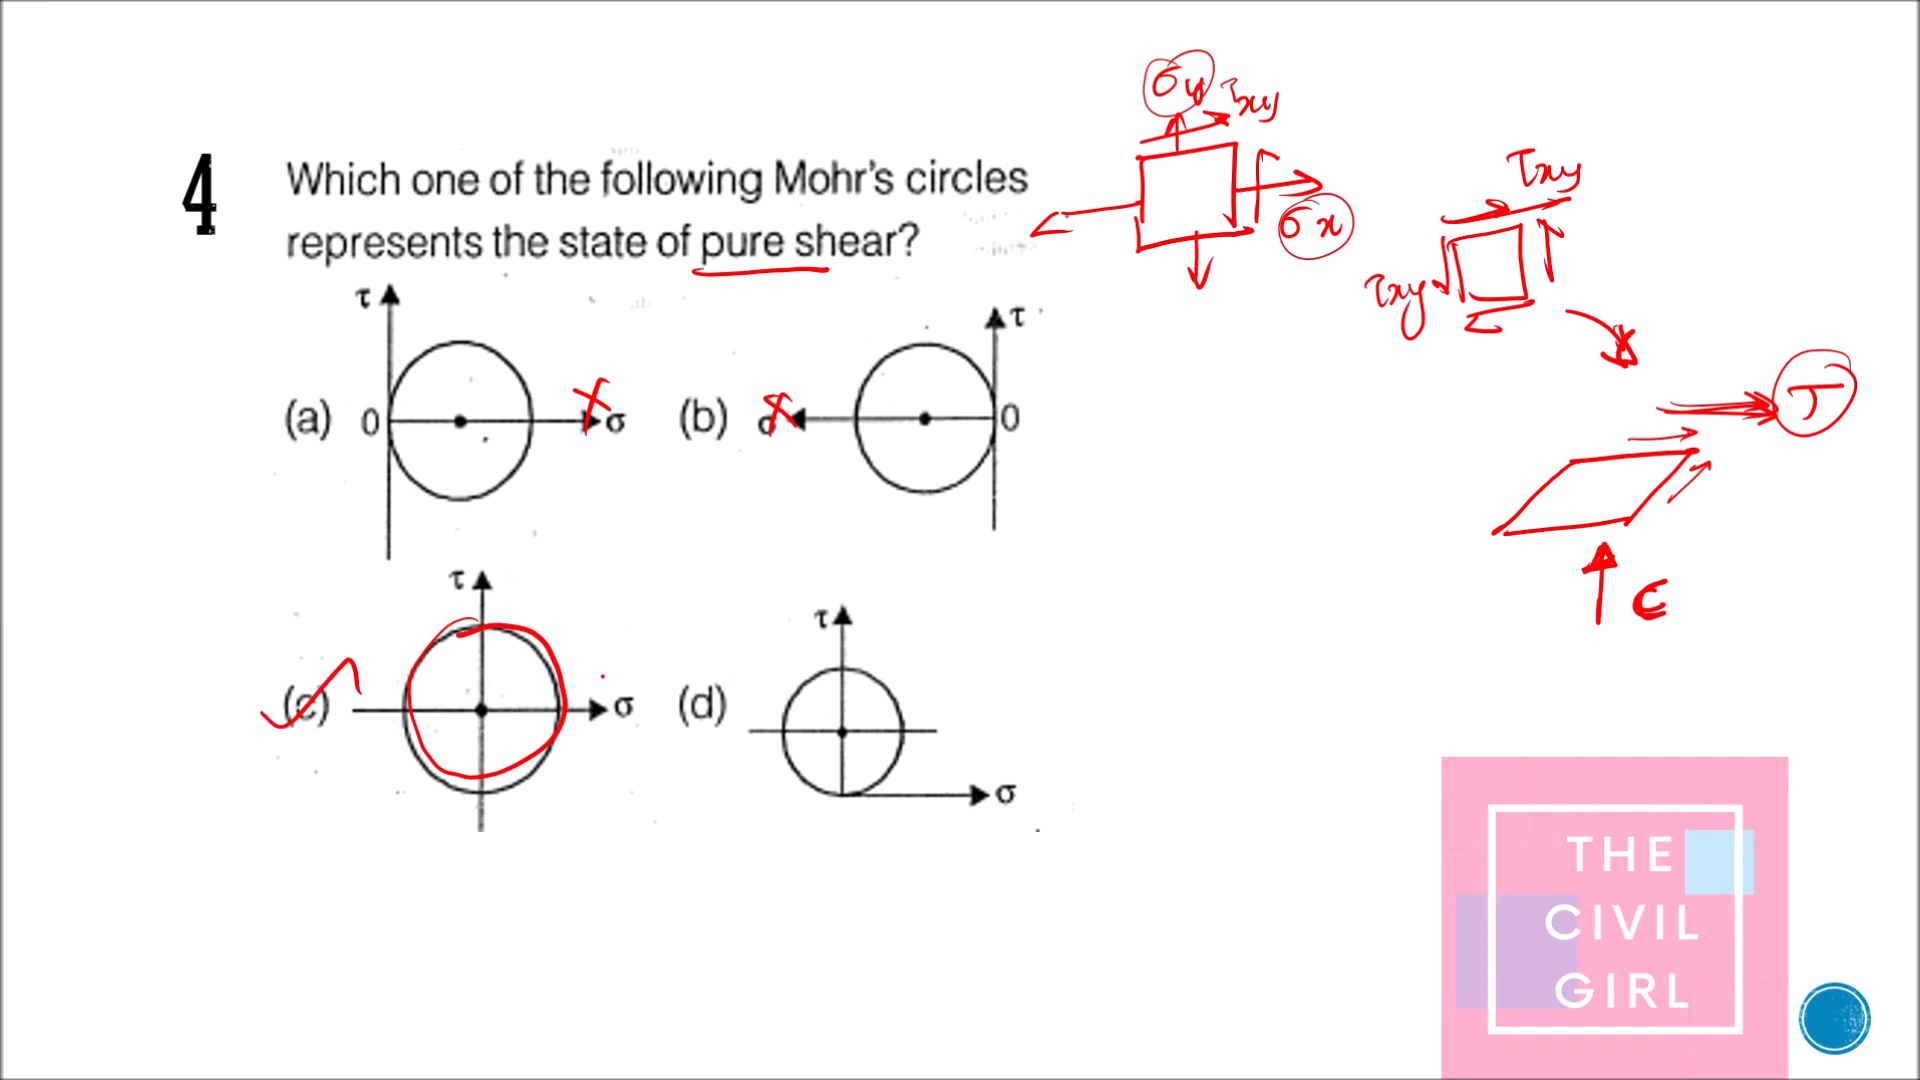 4
Which one of the following Mohr's circles
represents the state of pure shear?
(a) 0 τ σ
(b) σ 0 τ
(c) τ σ
(d) τ σ
σy τxy
σx
τxy
τxy
τ
ϵ
THE
CIVIL
GIRL